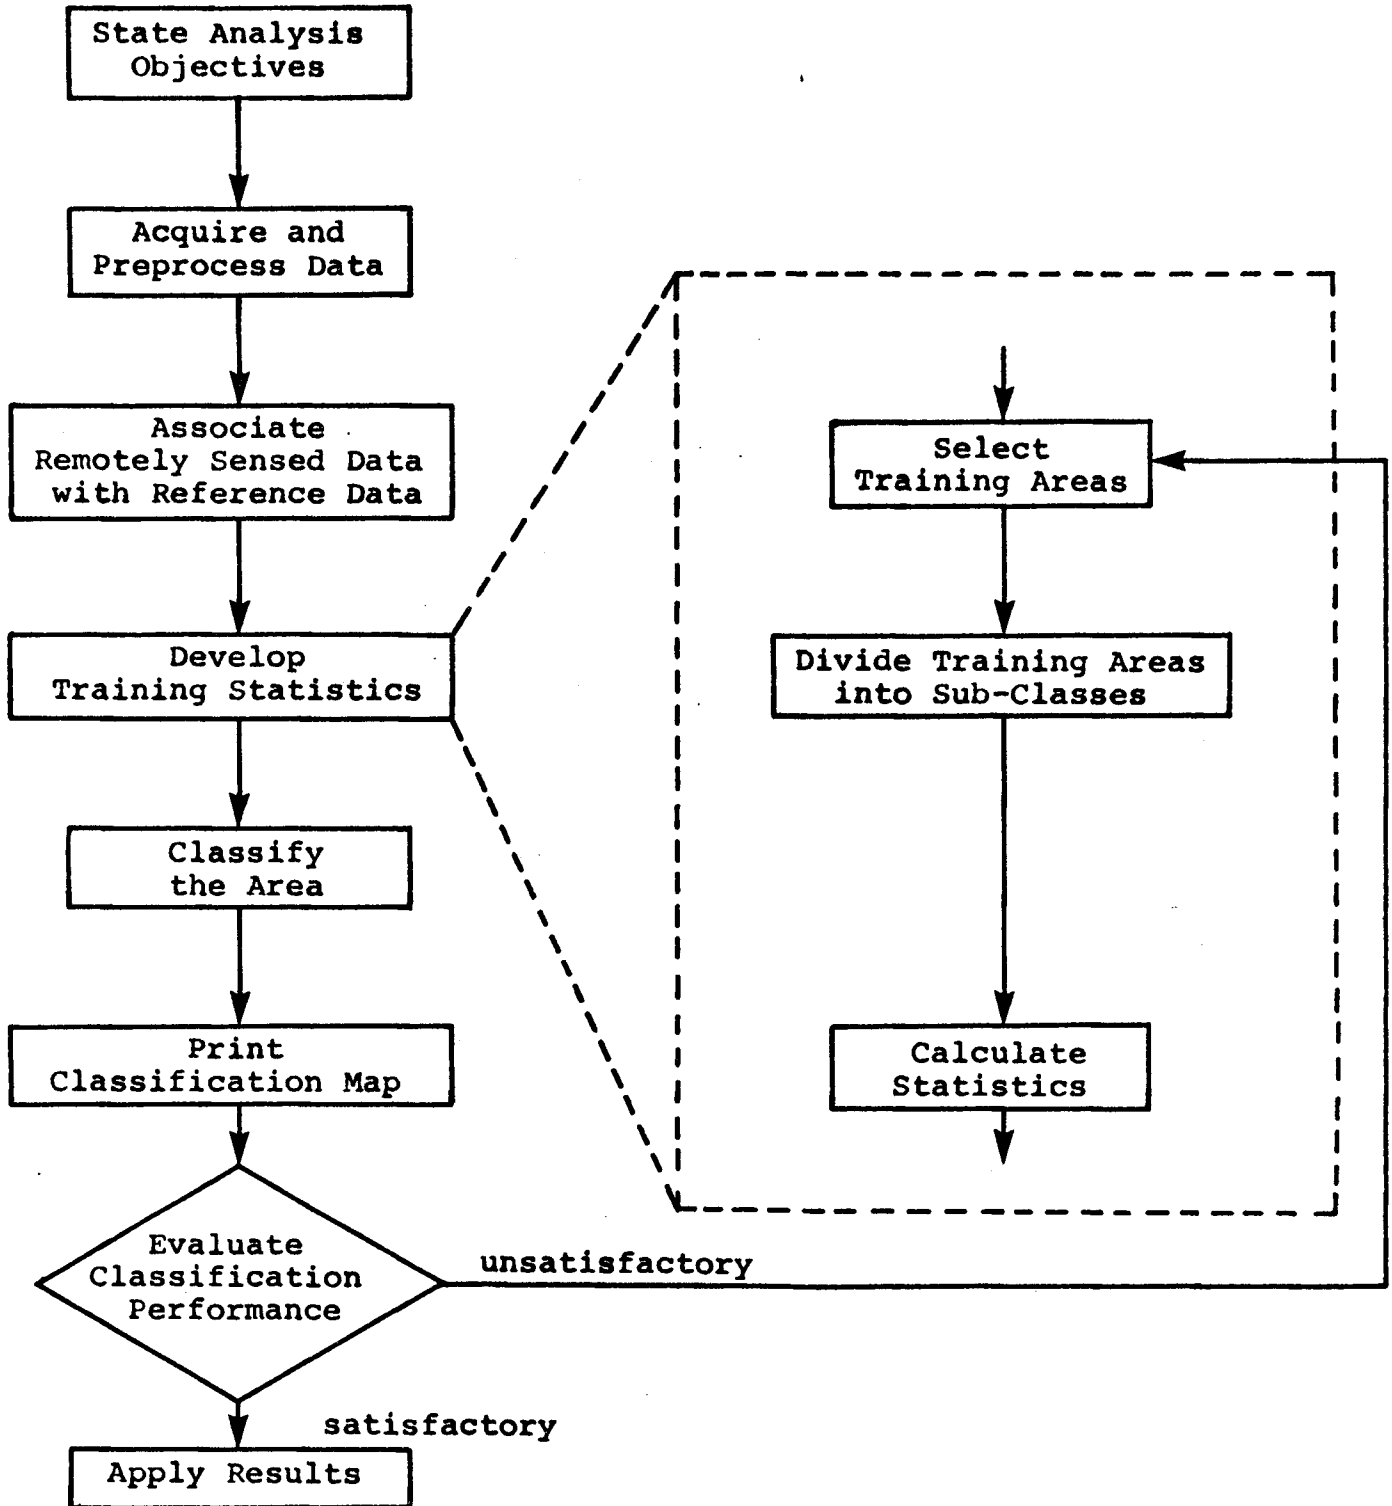 State Analysis
Objectives
Acquire and
Preprocess Data
Associate
Remotely Sensed Data
with Reference Data
Develop
Training Statistics
Classify
the Area
Print
Classification Map
Evaluate
Classification
Performance
unsatisfactory
satisfactory
Apply Results
Select
Training Areas
Divide Training Areas
into Sub-Classes
Calculate
Statistics